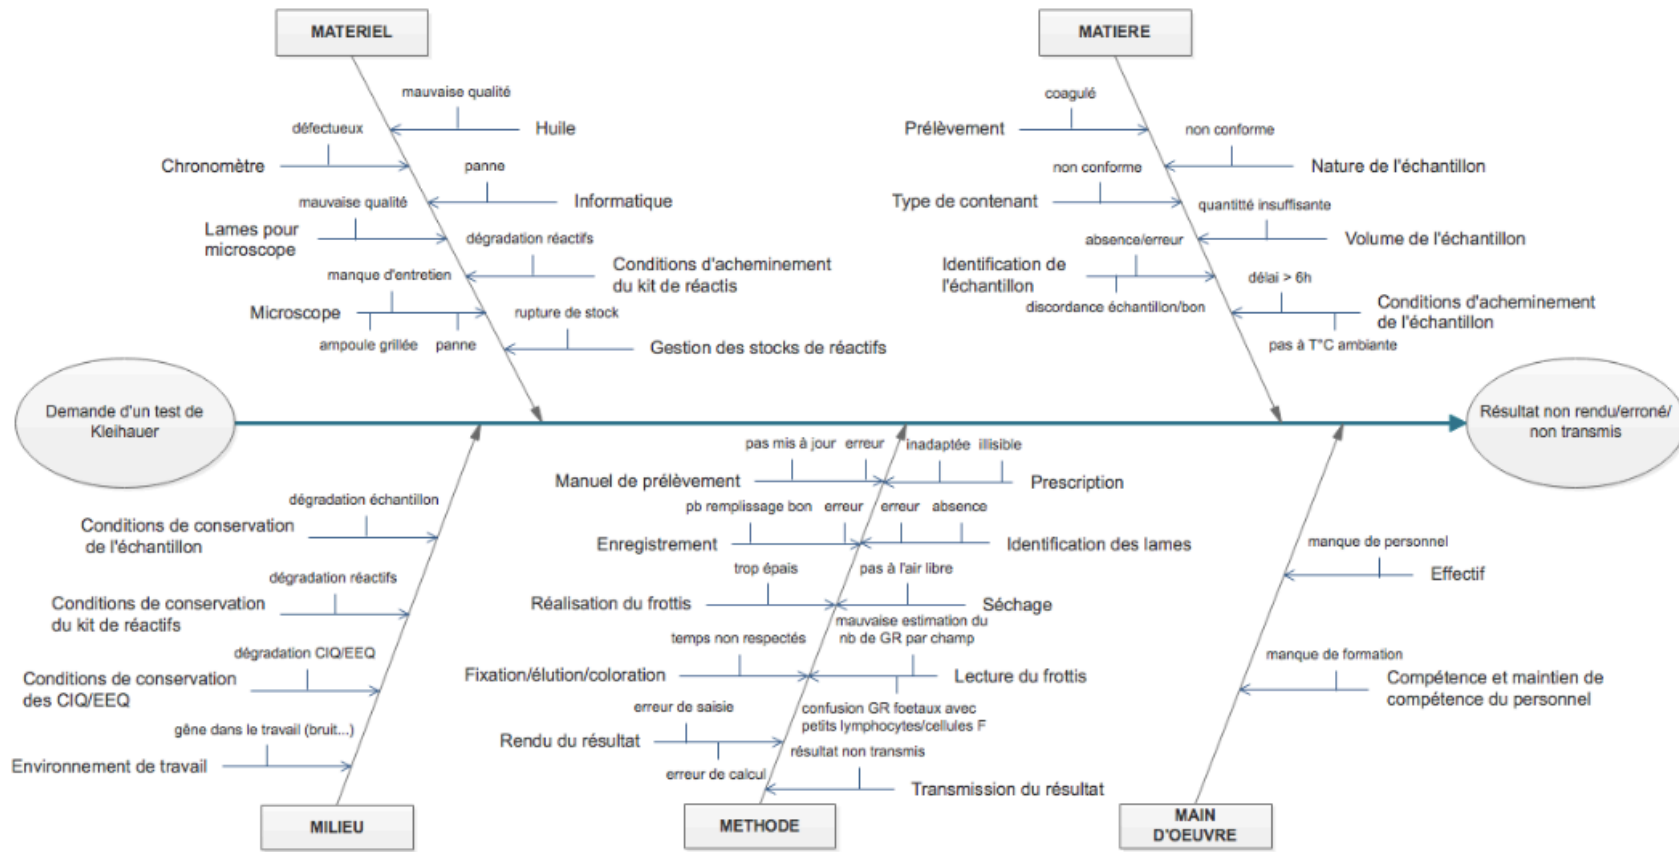 MATERIEL
mauvaise qualité
Huile
défectueux
Chronomètre
panne
Informatique
mauvaise qualité
Lames pour
microscope
dégradation réactifs
Conditions d'acheminement
du kit de réactis
manque d'entretien
Microscope
ampoule grillée
panne
rupture de stock
Gestion des stocks de réactifs
MATIERE
coagulé
Prélèvement
non conforme
Nature de l'échantillon
non conforme
Type de contenant
quantitté insuffisante
Volume de l'échantillon
absence/erreur
Identification de
l'échantillon
discordance échantillon/bon
délai > 6h
Conditions d'acheminement
de l'échantillon
pas à T°C ambiante
Demande d'un test de
Kleihauer
Résultat non rendu/erroné/
non transmis
dégradation échantillon
Conditions de conservation
de l'échantillon
dégradation réactifs
Conditions de conservation
du kit de réactifs
dégradation CIQ/EEQ
Conditions de conservation
des CIQ/EEQ
gêne dans le travail (bruit...)
Environnement de travail
MILIEU
pas mis à jour erreur
Manuel de prélèvement
inadaptée illisible
Prescription
pb remplissage bon erreur
Enregistrement
erreur absence
Identification des lames
trop épais
Réalisation du frottis
pas à l'air libre
Séchage
temps non respectés
Fixation/élution/coloration
mauvaise estimation du
nb de GR par champ
Lecture du frottis
confusion GR foetaux avec
petits lymphocytes/cellules F
erreur de saisie
Rendu du résultat
erreur de calcul
résultat non transmis
Transmission du résultat
METHODE
manque de personnel
Effectif
manque de formation
Compétence et maintien de
compétence du personnel
MAIN
D'OEUVRE